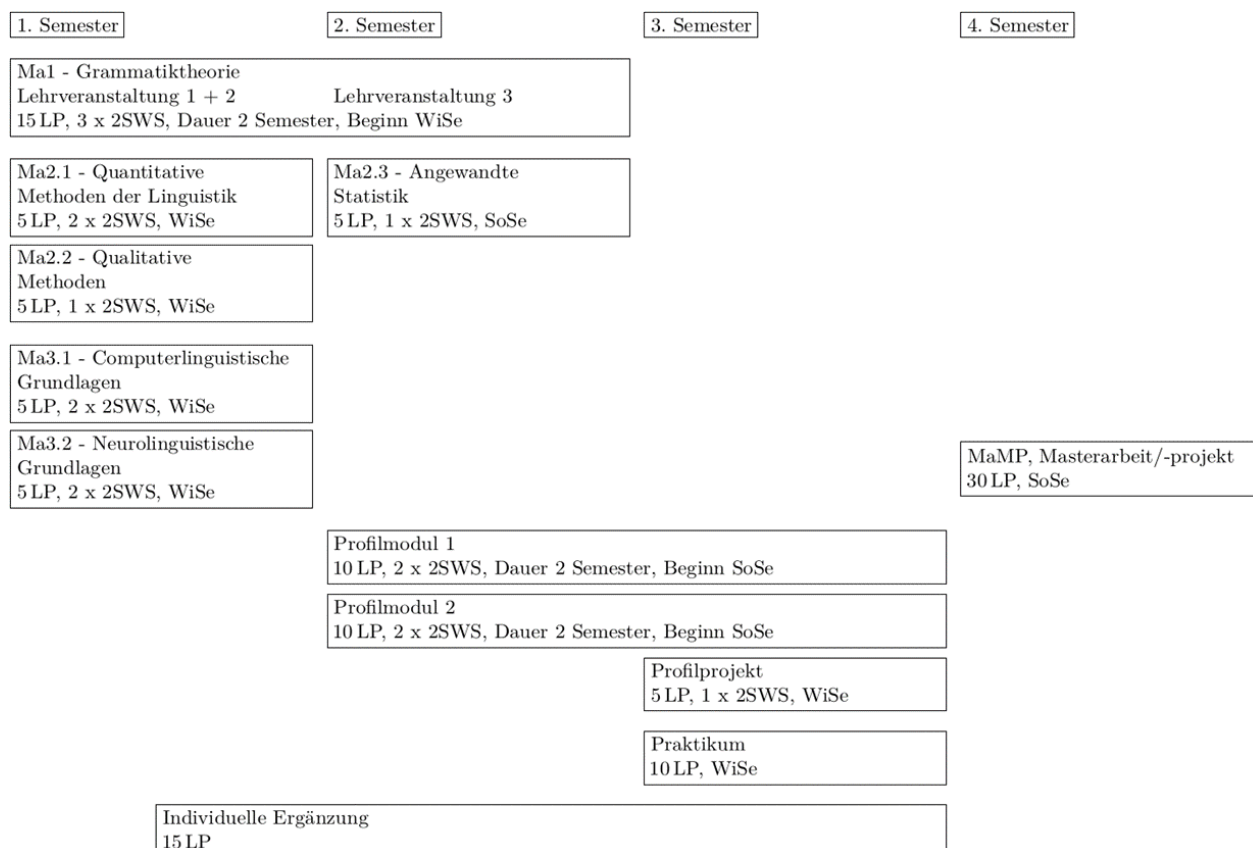 1. Semester
2. Semester
3. Semester
4. Semester
Ma1 - Grammatiktheorie
Lehrveranstaltung 1 + 2 Lehrveranstaltung 3
15 LP, 3 x 2SWS, Dauer 2 Semester, Beginn WiSe
Ma2.1 - Quantitative
Methoden der Linguistik
5 LP, 2 x 2SWS, WiSe
Ma2.3 - Angewandte
Statistik
5 LP, 1 x 2SWS, SoSe
Ma2.2 - Qualitative
Methoden
5 LP, 1 x 2SWS, WiSe
Ma3.1 - Computerlinguistische
Grundlagen
5 LP, 2 x 2SWS, WiSe
Ma3.2 - Neurolinguistische
Grundlagen
5 LP, 2 x 2SWS, WiSe
MaMP, Masterarbeit/-projekt
30 LP, SoSe
Profilmodul 1
10 LP, 2 x 2SWS, Dauer 2 Semester, Beginn SoSe
Profilmodul 2
10 LP, 2 x 2SWS, Dauer 2 Semester, Beginn SoSe
Profilprojekt
5 LP, 1 x 2SWS, WiSe
Praktikum
10 LP, WiSe
Individuelle Ergänzung
15 LP